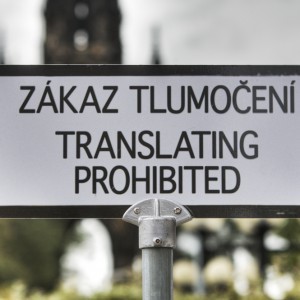 ZÁKAZ TLUMOČENÍ
TRANSLATING
PROHIBITED